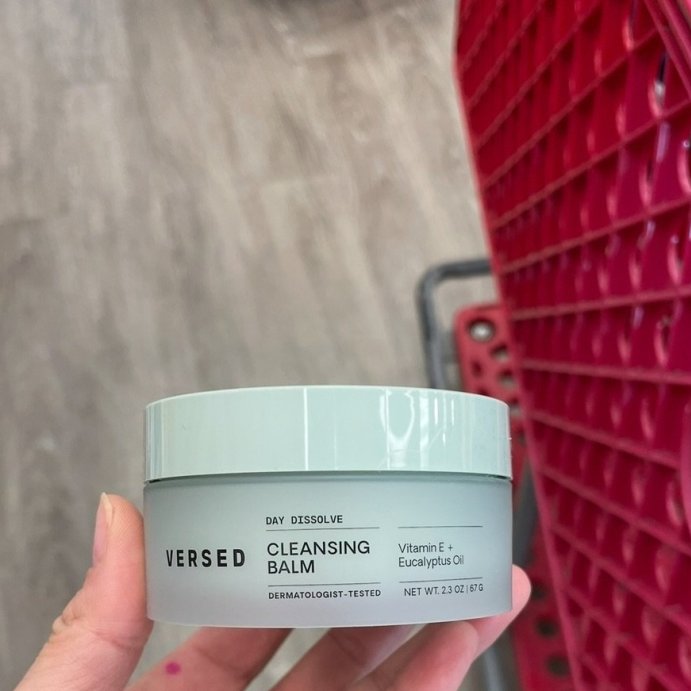 VERSED
DAY DISSOLVE
CLEANSING
BALM
DERMATOLOGIST-TESTED
Vitamin E +
Eucalyptus Oil
NET WT. 2.3 OZ | 67 G